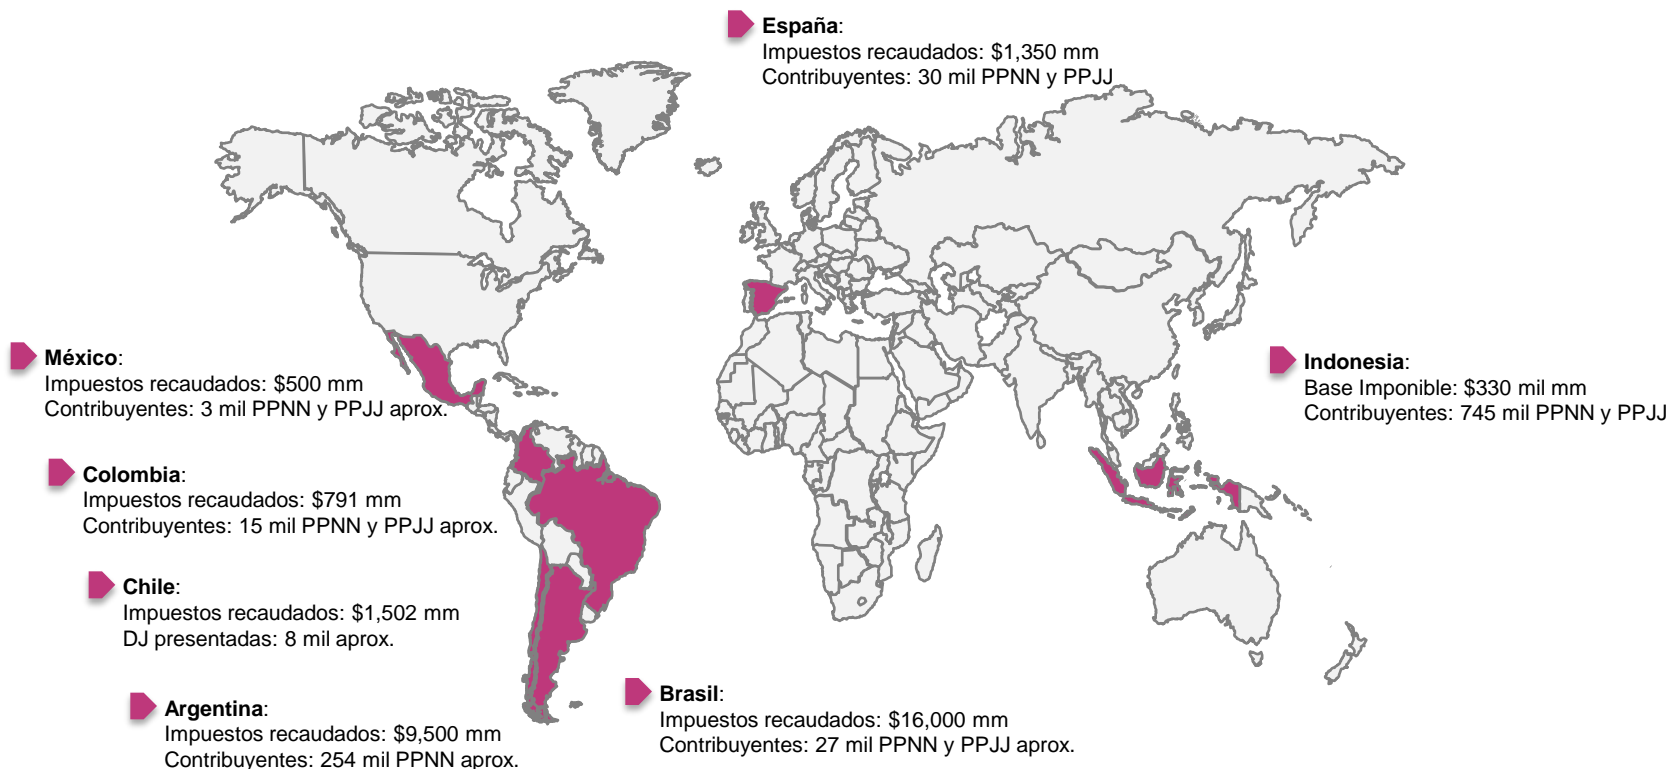 España:
Impuestos recaudados: $1,350 mm
Contribuyentes: 30 mil PPNN y PPJJ
México:
Impuestos recaudados: $500 mm
Contribuyentes: 3 mil PPNN y PPJJ aprox.
Indonesia:
Base Imponible: $330 mil mm
Contribuyentes: 745 mil PPNN y PPJJ
Colombia:
Impuestos recaudados: $791 mm
Contribuyentes: 15 mil PPNN y PPJJ aprox.
Chile:
Impuestos recaudados: $1,502 mm
DJ presentadas: 8 mil aprox.
Argentina:
Impuestos recaudados: $9,500 mm
Contribuyentes: 254 mil PPNN aprox.
Brasil:
Impuestos recaudados: $16,000 mm
Contribuyentes: 27 mil PPNN y PPJJ aprox.